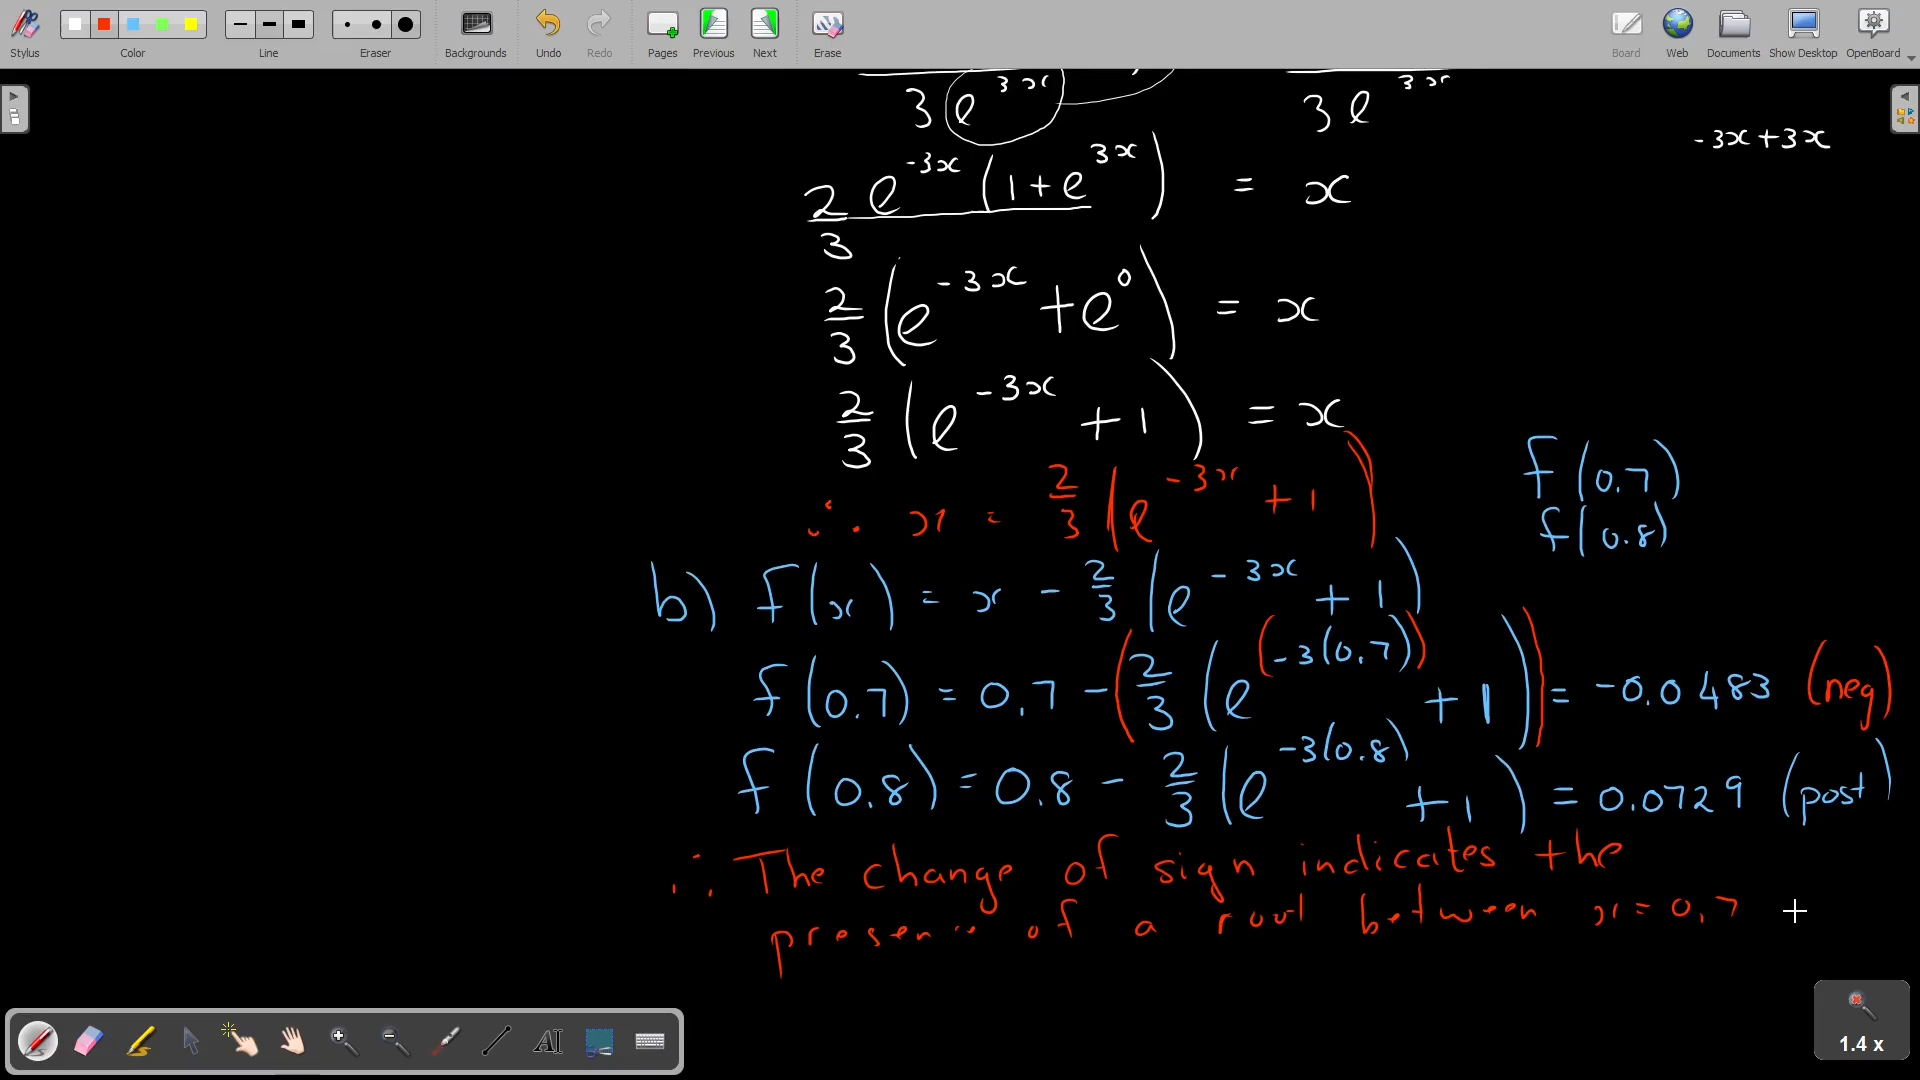 Stylus Color Line Eraser Backgrounds Undo Redo Pages Previous Next Erase Board Web Documents Show Desktop OpenBoard
3e^{3x} 3e^{3x}
-3x+3x
2/3 e^{-3x}(1+e^{3x}) = x
2/3 (e^{-3x} + e^0) = x
2/3 (e^{-3x} + 1) = x
∴ x = 2/3 (e^{-3x} + 1)
f(0.7)
f(0.8)
b) f(x) = x - 2/3 (e^{-3x} + 1)
f(0.7) = 0.7 - (2/3 (e^{(-3(0.7))} + 1)) = -0.0483 (neg)
f(0.8) = 0.8 - 2/3 (e^{-3(0.8)} + 1) = 0.0729 (post)
∴ The change of sign indicates the
presence of a root between x = 0.7
1.4 x